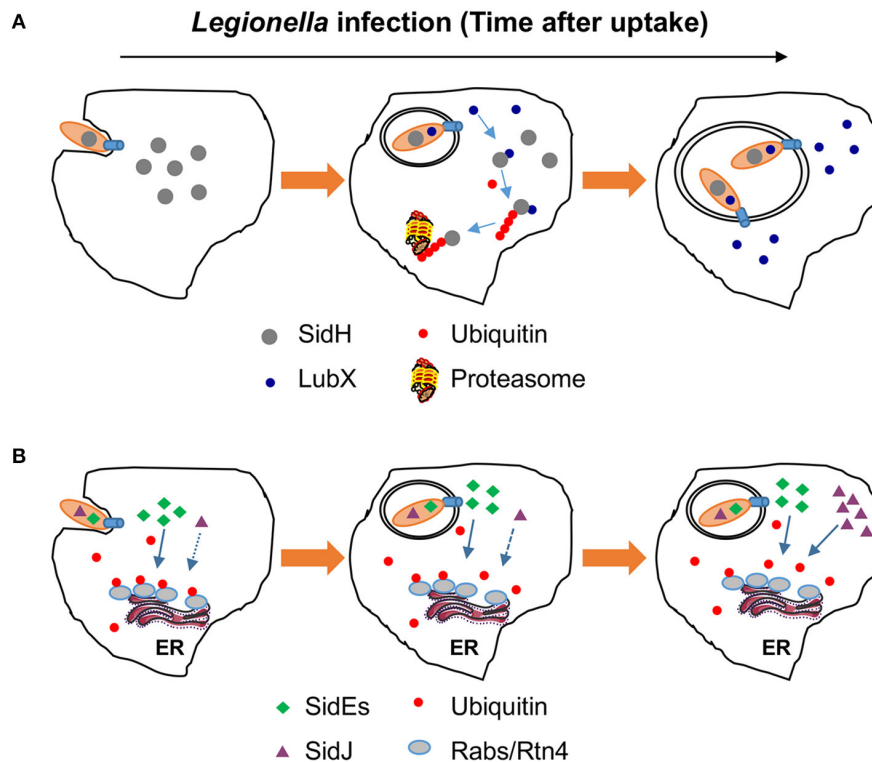 A
Legionella infection (Time after uptake)
SidH
Ubiquitin
LubX
Proteasome
B
ER
ER
ER
SidEs
Ubiquitin
SidJ
Rabs/Rtn4